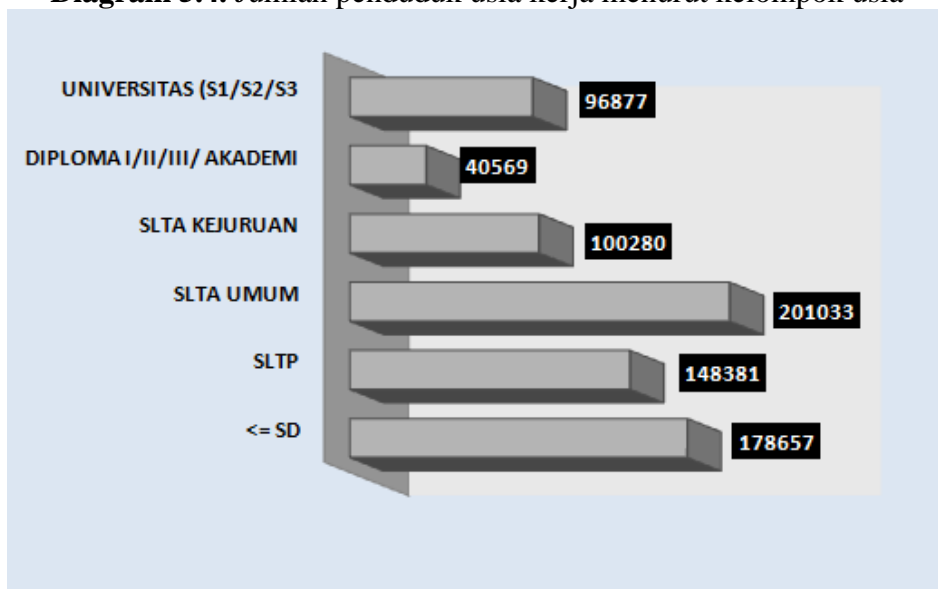 Diagram 3.4. Jumlah penduduk usia kerja menurut kelompok usia
UNIVERSITAS (S1/S2/S3
96877
DIPLOMA I/II/III/ AKADEMI
40569
SLTA KEJURUAN
100280
SLTA UMUM
201033
SLTP
148381
<= SD
178657